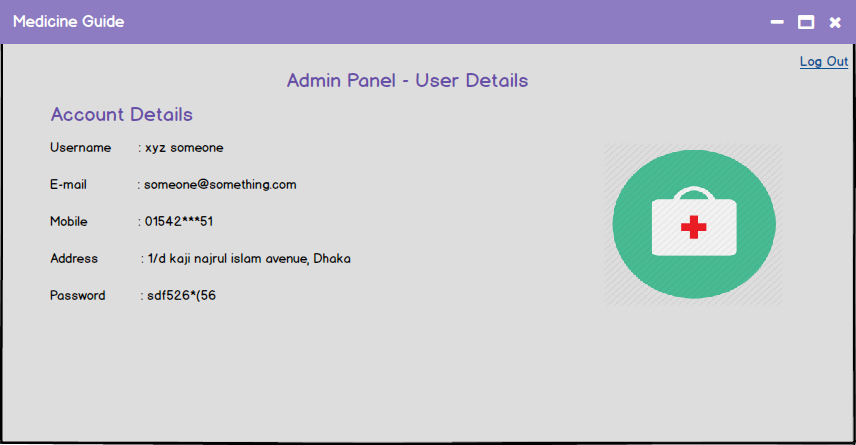 Medicine Guide
Log Out
Admin Panel - User Details
Account Details
Username : xyz someone
E-mail : someone@something.com
Mobile : 01542***51
Address : 1/d kaji najrul islam avenue, Dhaka
Password : sdf526*(56